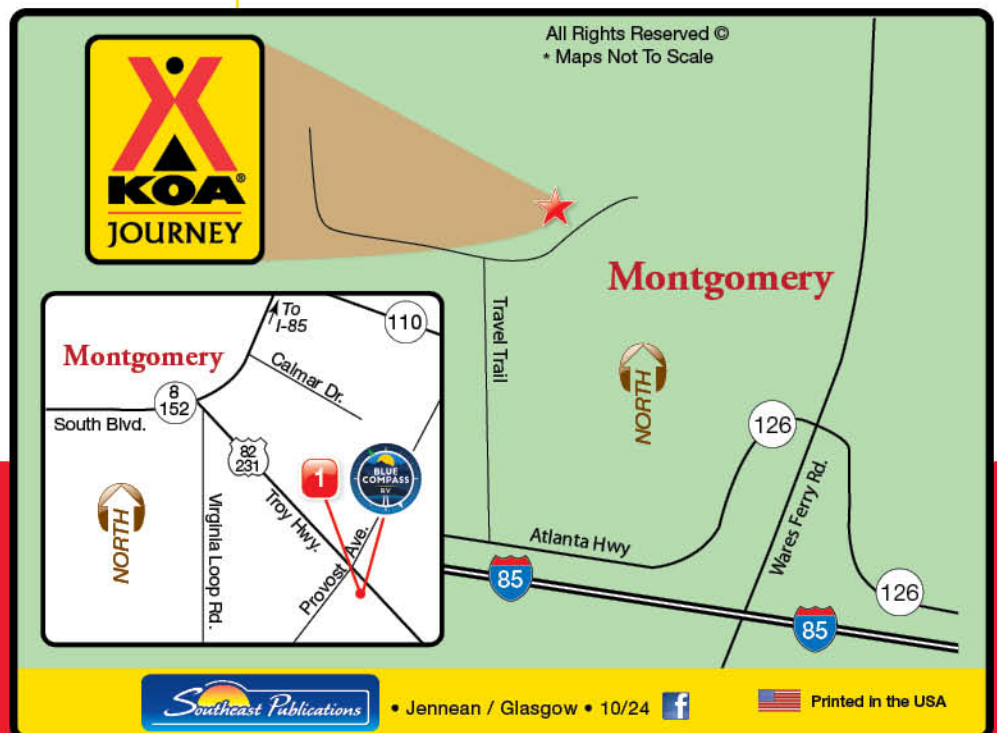 All Rights Reserved ©
* Maps Not To Scale
KOA®
JOURNEY
Montgomery
Travel Trail
NORTH
126
Wares Ferry Rd.
Atlanta Hwy
85
85
126
To
I-85
110
Montgomery
Calmar Dr.
8
152
South Blvd.
82
231
1
BLUE
COMPASS
RV
NORTH
Virginia Loop Rd.
Troy Hwy.
Provost Ave.
Southeast Publications
• Jennean / Glasgow • 10/24
f
Printed in the USA